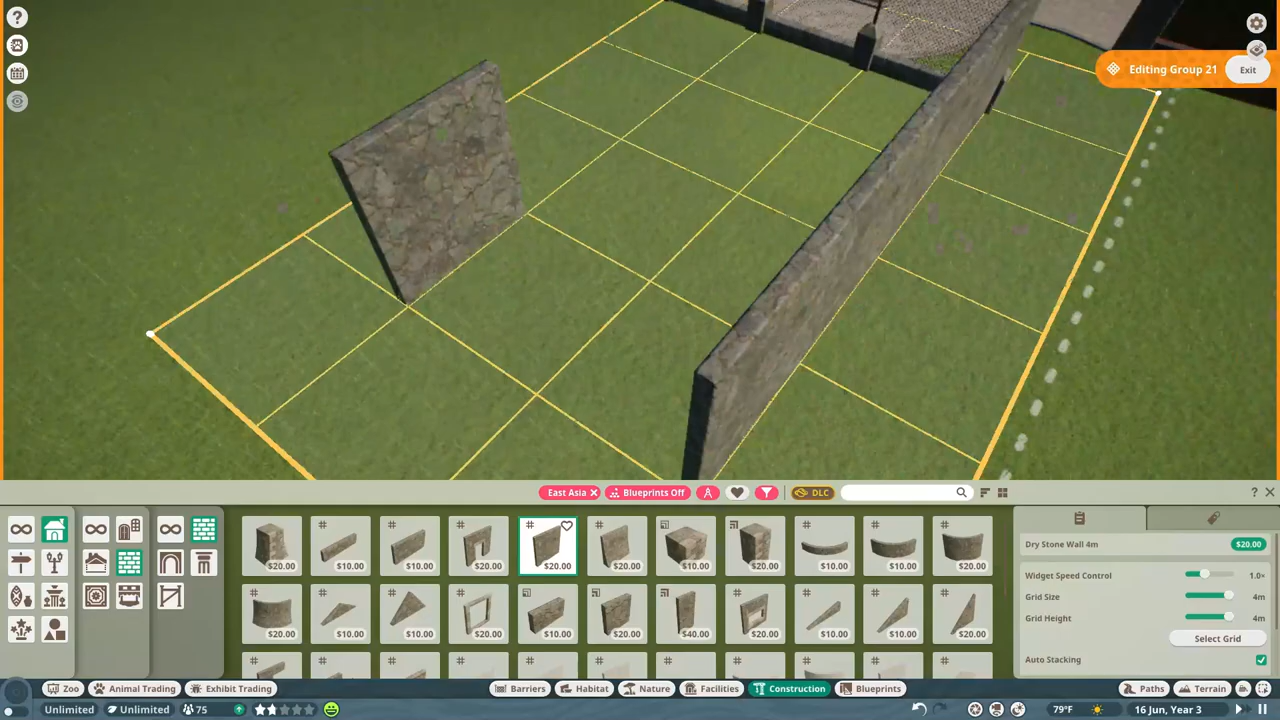 ?
Editing Group 21
Exit
East Asia ×
Blueprints Off
DLC
? ×
$20.00 $10.00 $10.00 $20.00 $20.00 $20.00 $10.00 $20.00 $10.00 $10.00 $20.00
$20.00 $10.00 $10.00 $20.00 $10.00 $20.00 $40.00 $20.00 $10.00 $10.00 $20.00
Dry Stone Wall 4m
$20.00
Widget Speed Control
1.0×
Grid Size
4m
Grid Height
4m
Select Grid
Auto Stacking
Zoo
Animal Trading
Exhibit Trading
Barriers
Habitat
Nature
Facilities
Construction
Blueprints
Paths
Terrain
Unlimited
Unlimited
75
79°F
16 Jun, Year 3